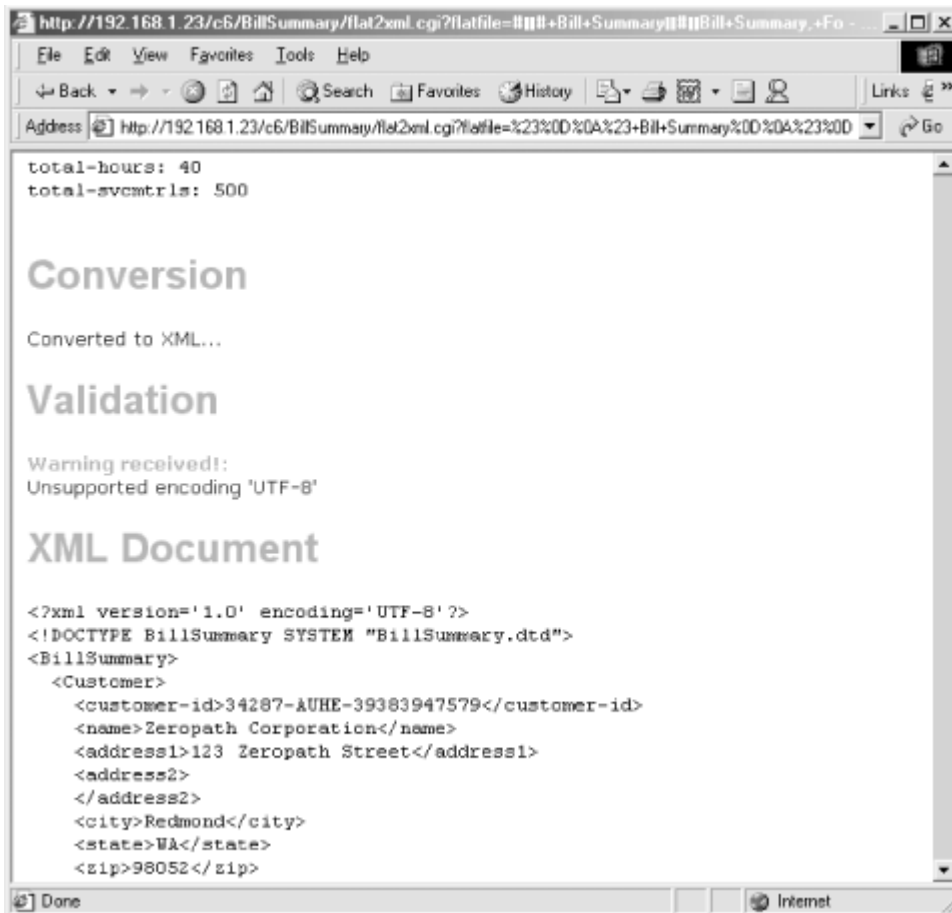 http://192.168.1.23/c6/BillSummary/flat2xml.cgi?flatfile=#||#+Bill+Summary||#||Bill+Summary,+Fo - ...
File Edit View Favorites Tools Help
Back Search Favorites History Links »
Address http://192.168.1.23/c6/BillSummary/flat2xml.cgi?flatfile=%23%0D%0A%23+Bill+Summary%0D%0A%23%0D Go
total-hours: 40
total-svcmtrls: 500
Conversion
Converted to XML...
Validation
Warning received!:
Unsupported encoding 'UTF-8'
XML Document
<?xml version='1.0' encoding='UTF-8'?>
<!DOCTYPE BillSummary SYSTEM "BillSummary.dtd">
<BillSummary>
<Customer>
<customer-id>34287-AUHE-39383947579</customer-id>
<name>Zeropath Corporation</name>
<address1>123 Zeropath Street</address1>
<address2>
</address2>
<city>Redmond</city>
<state>WA</state>
<zip>98052</zip>
Done Internet